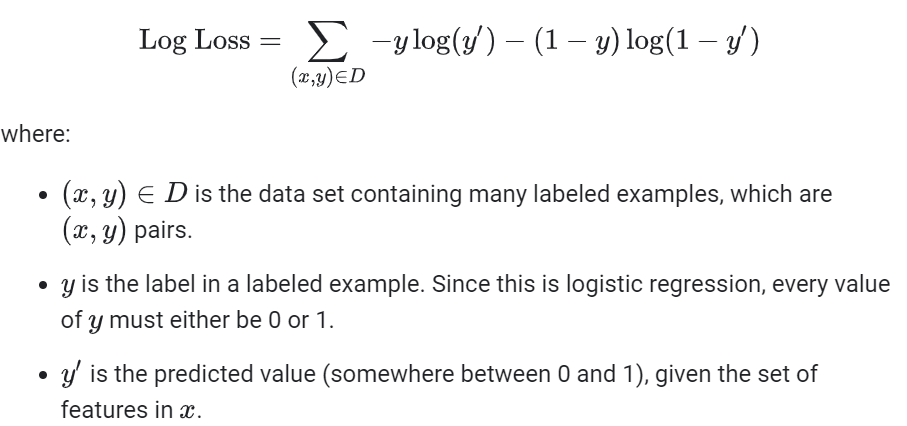 Log Loss = ∑ −y log(y′) − (1 − y) log(1 − y′)
(x,y)∈D
where:
• (x, y) ∈ D is the data set containing many labeled examples, which are
(x, y) pairs.
• y is the label in a labeled example. Since this is logistic regression, every value
of y must either be 0 or 1.
• y′ is the predicted value (somewhere between 0 and 1), given the set of
features in x.